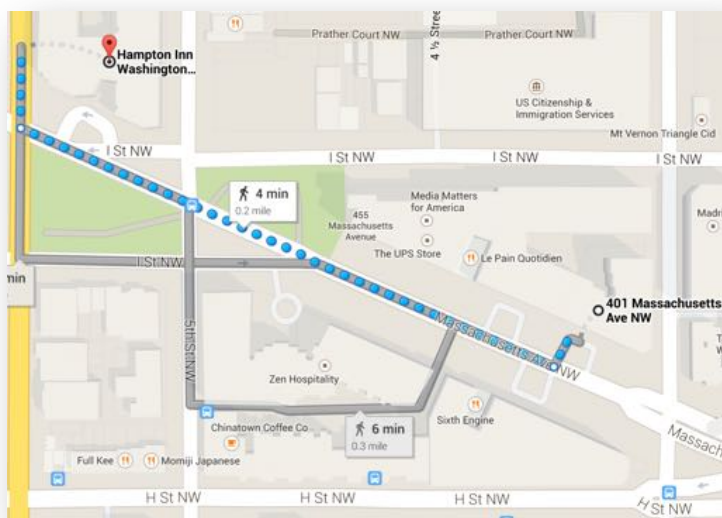 Prather Court NW
Prather Court NW
4 ½ Stree
Hampton Inn
Washington...
US Citizenship &
Immigration Services
Mt Vernon Triangle Cid
I St NW
I St NW
I St NW
I St NW
4 min
0.2 mile
Media Matters
for America
455
Massachusetts
Avenue
The UPS Store
Madri
Le Pain Quotidien
I St NW
min
401 Massachusetts
Ave NW
5th St NW
Massachusetts Ave NW
Zen Hospitality
Sixth Engine
6 min
0.3 mile
Chinatown Coffee Co
Massach
Full Kee
Momiji Japanese
H St NW
H St NW
H St NW
H St NW